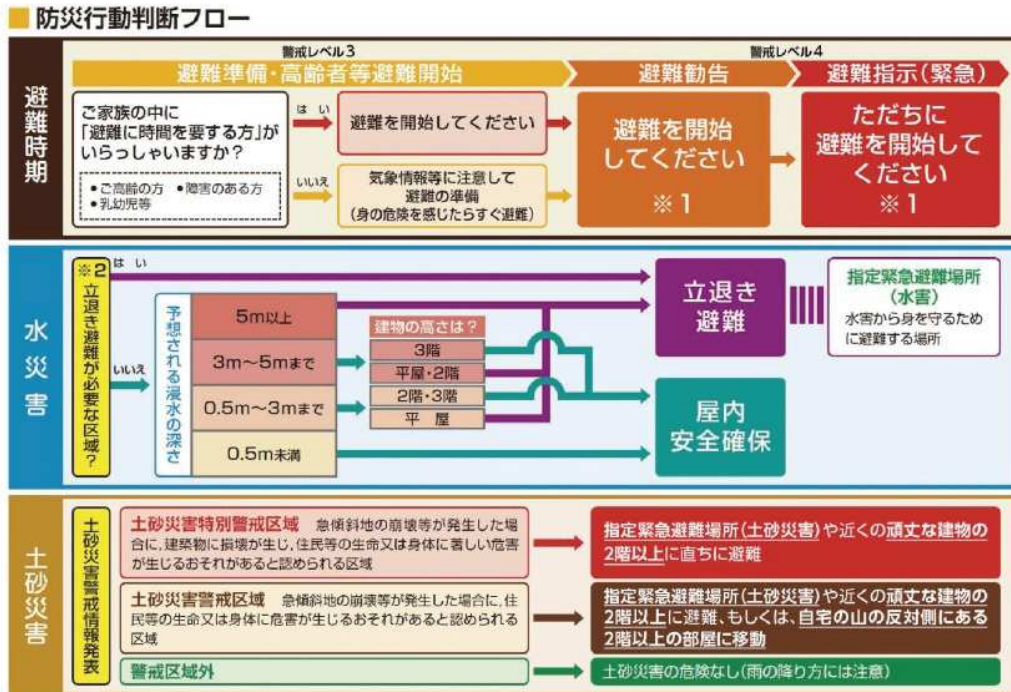 防災行動判断フロー
避難時期
警戒レベル3
警戒レベル4
避難準備・高齢者等避難開始
避難勧告
避難指示(緊急)
ご家族の中に
「避難に時間を要する方」が
いらっしゃいますか?
●ご高齢の方 ●障害のある方
●乳幼児等
はい
避難を開始してください
いいえ
気象情報等に注意して
避難の準備
(身の危険を感じたらすぐ避難)
避難を開始
してください
※1
ただちに
避難を開始して
ください
※1
水災害
※2
立退き避難が必要な区域?
はい
いいえ
予想される浸水の深さ
5m以上
3m~5mまで
0.5m~3mまで
0.5m未満
建物の高さは?
3階
平屋・2階
2階・3階
平 屋
立退き
避難
屋内
安全確保
指定緊急避難場所
(水害)
水害から身を守るため
に避難する場所
土砂災害
土砂災害警戒情報発表
土砂災害特別警戒区域 急傾斜地の崩壊等が発生した場
合に,建築物に損壊が生じ,住民等の生命又は身体に著しい危害
が生じるおそれがあると認められる区域
指定緊急避難場所(土砂災害)や近くの頑丈な建物の
2階以上に直ちに避難
土砂災害警戒区域 急傾斜地の崩壊等が発生した場合に,住
民等の生命又は身体に危害が生じるおそれがあると認められる
区域
指定緊急避難場所(土砂災害)や近くの頑丈な建物の
2階以上に避難、もしくは、自宅の山の反対側にある
2階以上の部屋に移動
警戒区域外
土砂災害の危険なし(雨の降り方には注意)